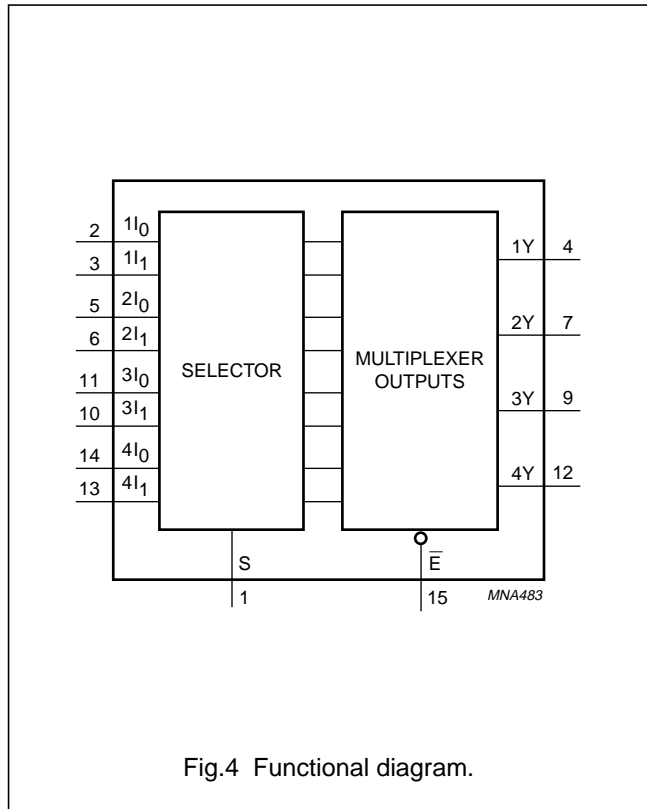 2 1I0
3 1I1
5 2I0
6 2I1
11 3I0
10 3I1
14 4I0
13 4I1
SELECTOR
MULTIPLEXER
OUTPUTS
1Y 4
2Y 7
3Y 9
4Y 12
S
1
E̅
15
MNA483
Fig.4 Functional diagram.